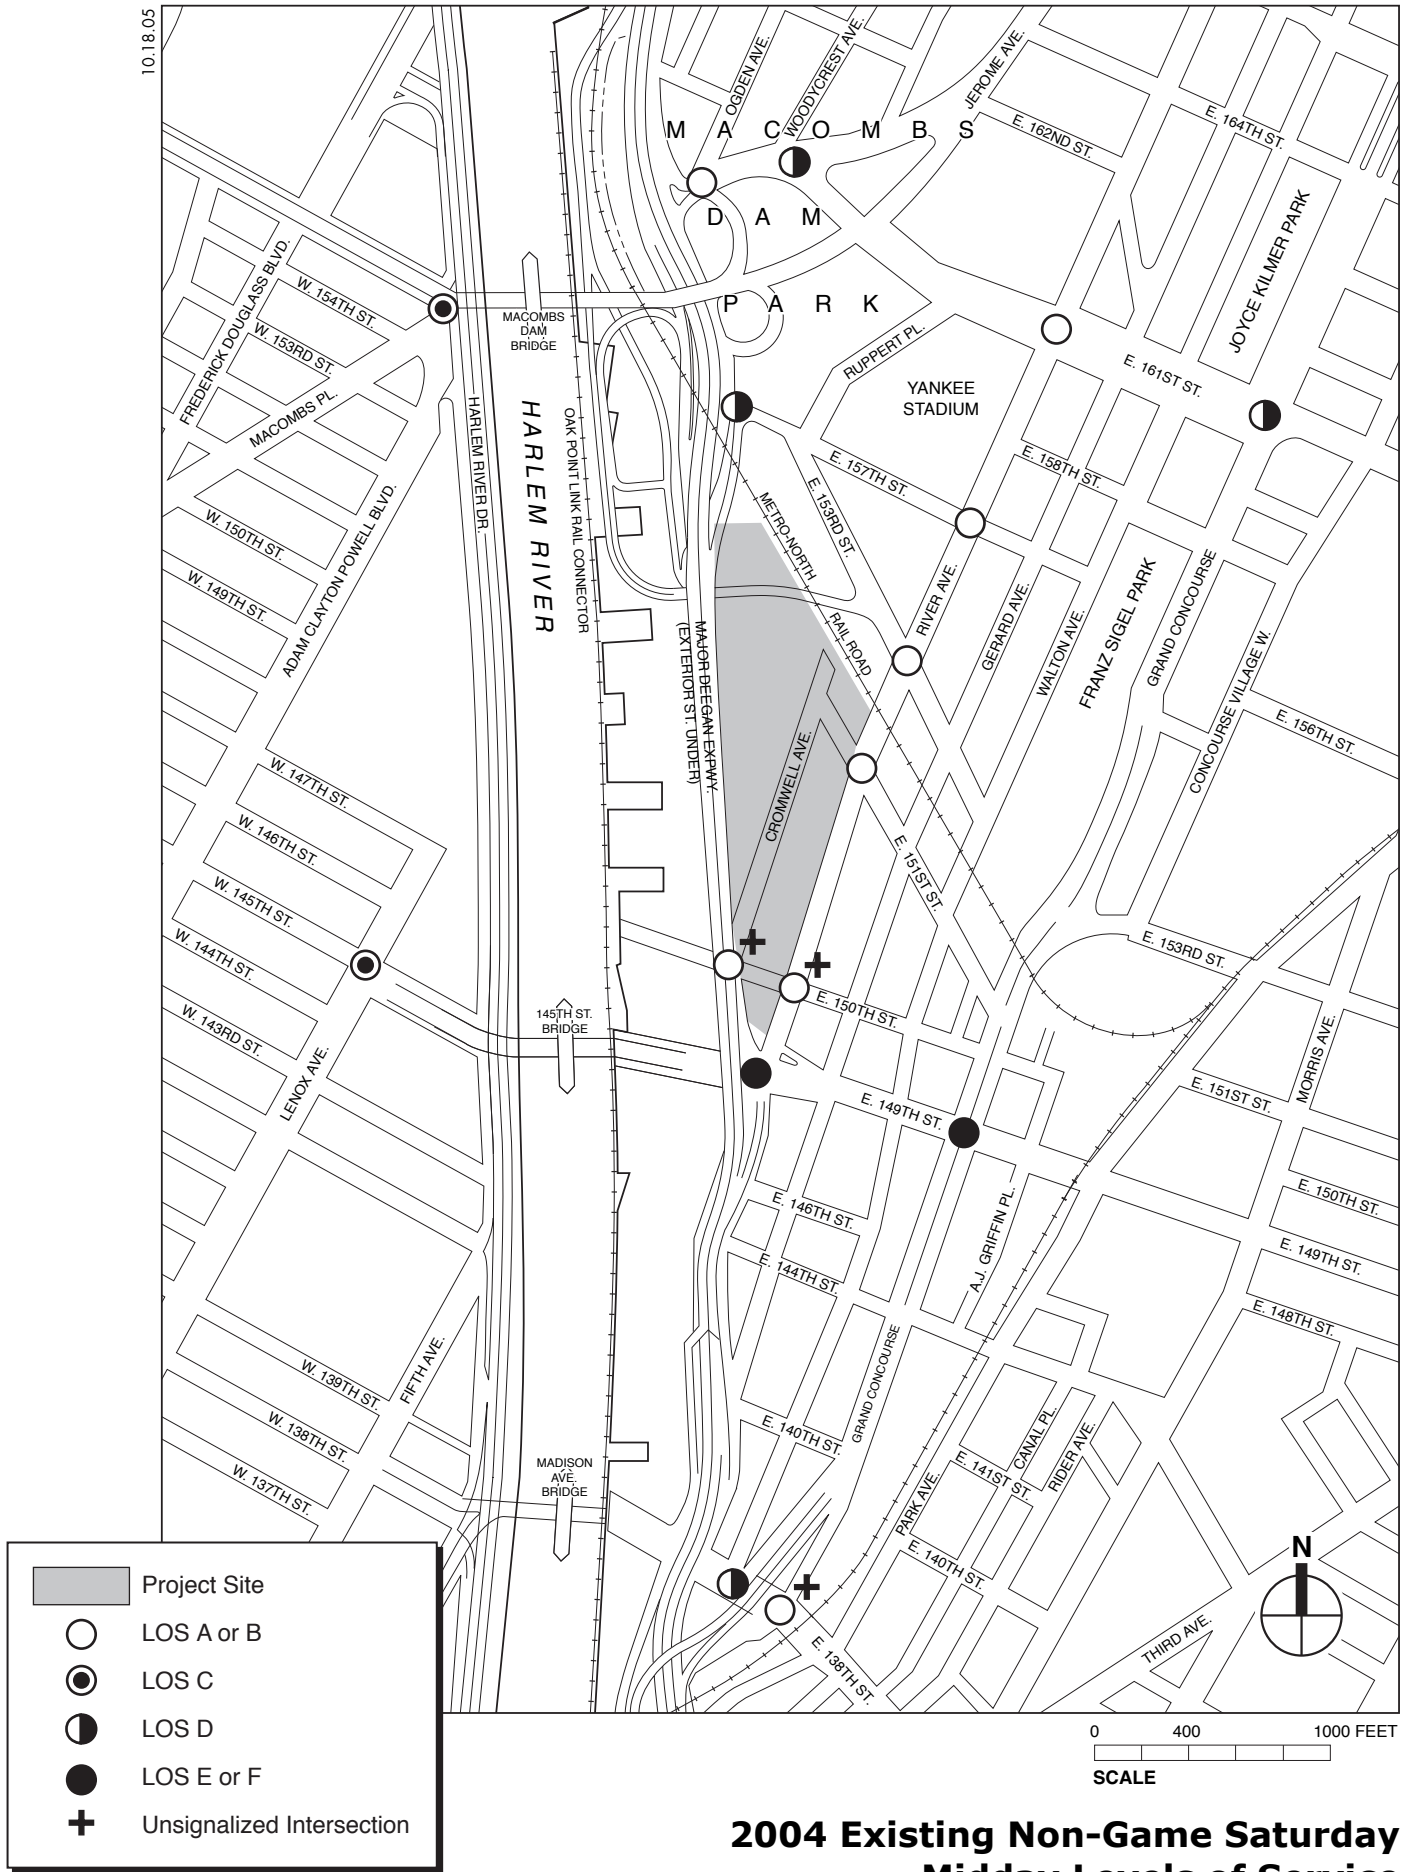 10.18.05
OGDEN AVE.
WOODYCREST AVE.
JEROME AVE.
MACOMBS
DAM
PARK
E. 162ND ST.
E. 164TH ST.
JOYCE KILMER PARK
FREDERICK DOUGLASS BLVD.
W. 154TH ST.
W. 153RD ST.
MACOMBS PL.
MACOMBS
DAM
BRIDGE
RUPPERT PL.
YANKEE
STADIUM
E. 161ST ST.
HARLEM RIVER DR.
HARLEM RIVER
OAK POINT LINK RAIL CONNECTOR
E. 157TH ST.
E. 158TH ST.
E. 153RD ST.
METRO-NORTH
RAILROAD
W. 150TH ST.
W. 149TH ST.
ADAM CLAYTON POWELL BLVD.
MAJOR DEEGAN EXPWY.
(EXTERIOR ST. UNDER)
RIVER AVE.
GERARD AVE.
WALTON AVE.
FRANZ SIGEL PARK
GRAND CONCOURSE
CONCOURSE VILLAGE W.
E. 156TH ST.
CROMWELL AVE.
W. 147TH ST.
W. 146TH ST.
W. 145TH ST.
W. 144TH ST.
W. 143RD ST.
E. 151ST ST.
E. 153RD ST.
145TH ST.
BRIDGE
E. 150TH ST.
LENOX AVE.
E. 149TH ST.
E. 151ST ST.
MORRIS AVE.
E. 150TH ST.
E. 149TH ST.
E. 148TH ST.
E. 146TH ST.
E. 144TH ST.
A.J. GRIFFIN PL.
GRAND CONCOURSE
FIFTH AVE.
W. 139TH ST.
W. 138TH ST.
W. 137TH ST.
MADISON
AVE.
BRIDGE
E. 140TH ST.
CANAL PL.
RIDER AVE.
E. 141ST ST.
PARK AVE.
E. 140TH ST.
E. 138TH ST.
THIRD AVE.
N
Project Site
LOS A or B
LOS C
LOS D
LOS E or F
Unsignalized Intersection
0 400 1000 FEET
SCALE
2004 Existing Non-Game Saturday
Midday Levels of Service